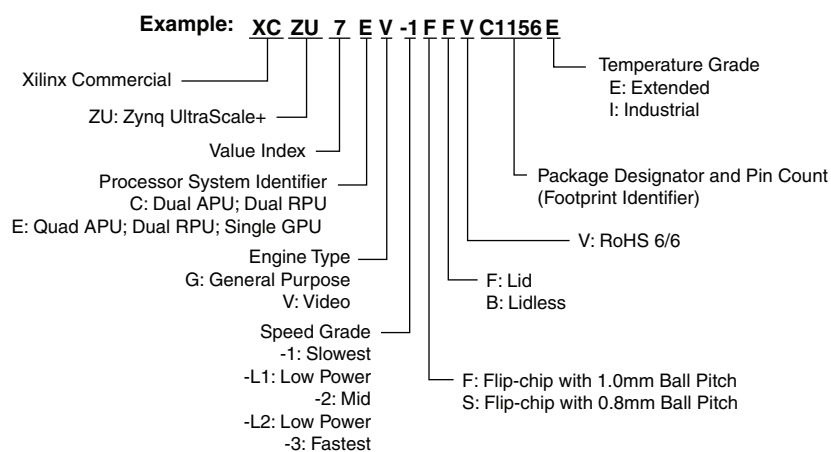 Example: XC ZU 7 E V -1 F F V C1156 E
Xilinx Commercial
ZU: Zynq UltraScale+
Value Index
Processor System Identifier
C: Dual APU; Dual RPU
E: Quad APU; Dual RPU; Single GPU
Engine Type
G: General Purpose
V: Video
Speed Grade
-1: Slowest
-L1: Low Power
-2: Mid
-L2: Low Power
-3: Fastest
Temperature Grade
E: Extended
I: Industrial
Package Designator and Pin Count
(Footprint Identifier)
V: RoHS 6/6
F: Lid
B: Lidless
F: Flip-chip with 1.0mm Ball Pitch
S: Flip-chip with 0.8mm Ball Pitch